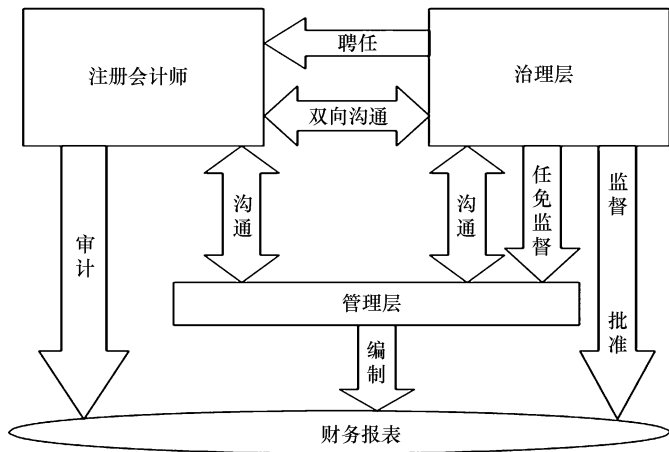 聘任
注册会计师
治理层
双向沟通
沟通
沟通
任免监督
监督
批准
审计
管理层
编制
财务报表